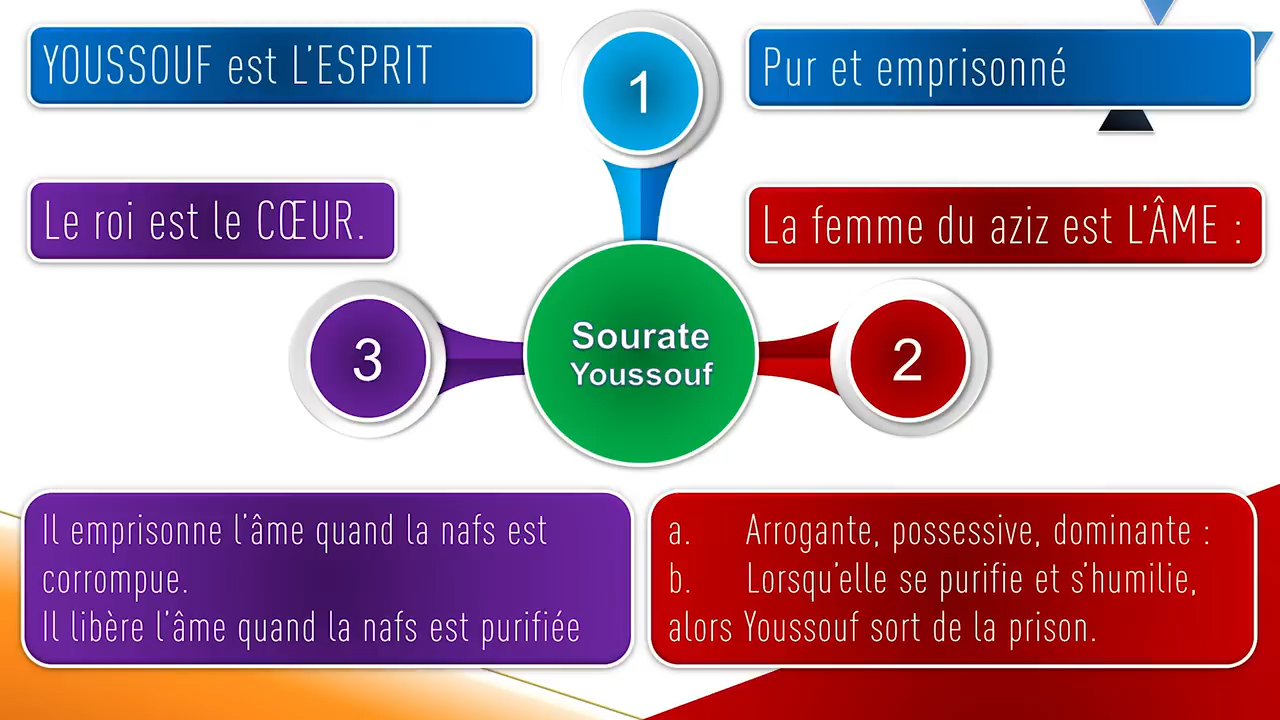 YOUSSOUF est L'ESPRIT
1
Pur et emprisonné
Le roi est le CŒUR.
La femme du aziz est L'ÂME :
3
Sourate
Youssouf
2
Il emprisonne l'âme quand la nafs est
corrompue.
Il libère l'âme quand la nafs est purifiée
a. Arrogante, possessive, dominante :
b. Lorsqu'elle se purifie et s'humilie,
alors Youssouf sort de la prison.